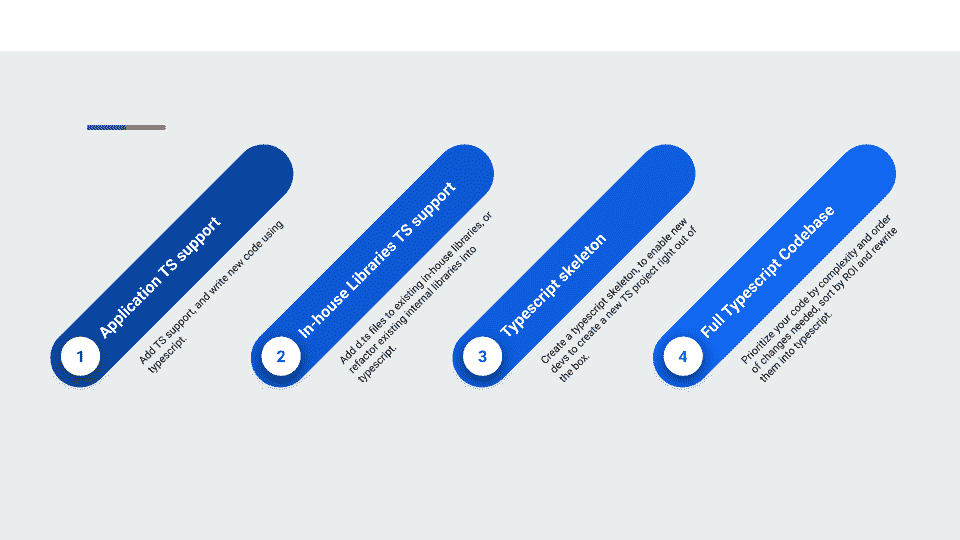 1
Application TS support
Add TS support, and write new code using
typescript.
2
In-house Libraries TS support
Add d.ts files to existing in-house libraries, or
refactor existing internal libraries into
typescript.
3
Typescript skeleton
Create a typescript skeleton, to enable new
devs to create a new TS project right out of
the box.
4
Full Typescript Codebase
Prioritize your code by complexity and order
of changes needed, sort by ROI and rewrite
them into typescript.